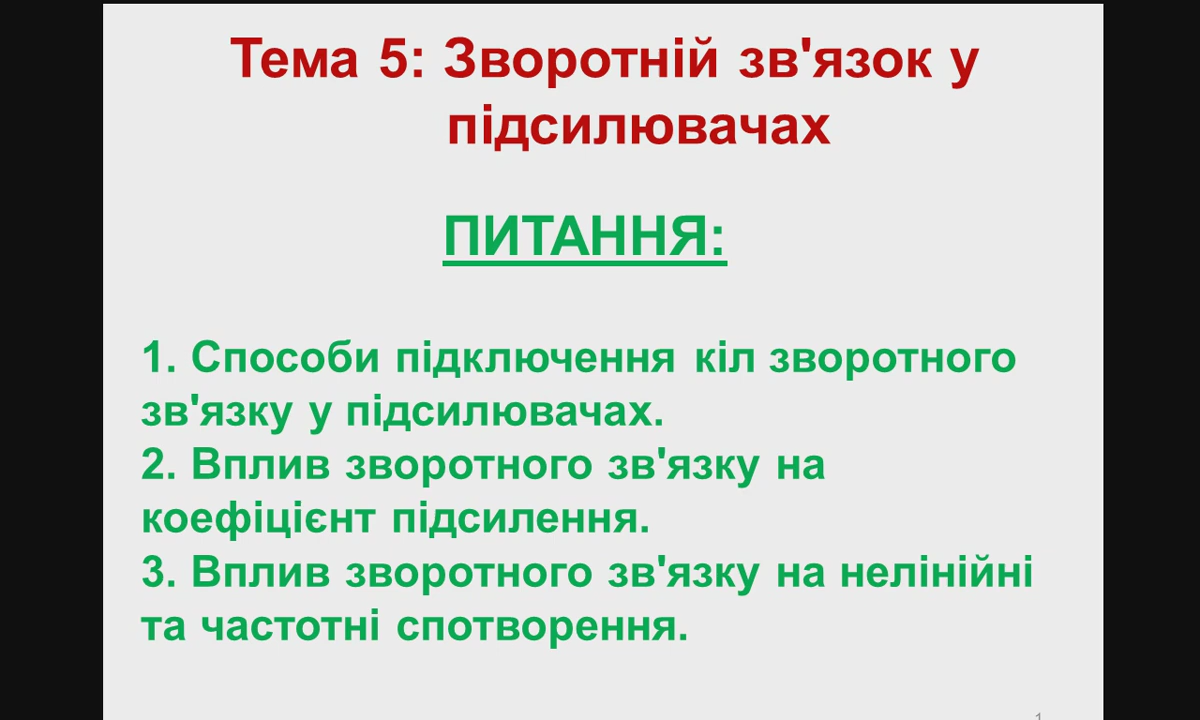 Тема 5: Зворотній зв'язок у
підсилювачах
ПИТАННЯ:
1. Способи підключення кіл зворотного
зв'язку у підсилювачах.
2. Вплив зворотного зв'язку на
коефіцієнт підсилення.
3. Вплив зворотного зв'язку на нелінійні
та частотні спотворення.
1